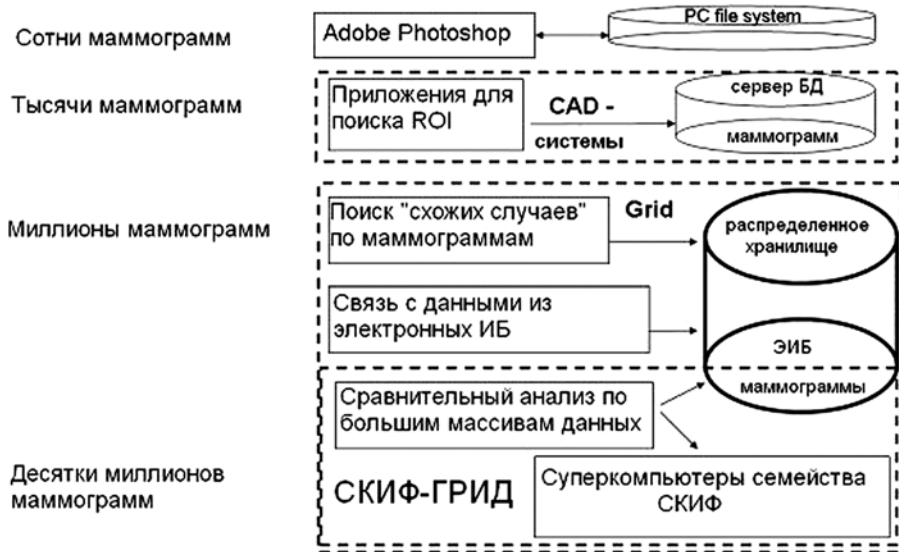 Сотни маммограмм
Adobe Photoshop
PC file system
Тысячи маммограмм
Приложения для
поиска ROI
CAD -
системы
сервер БД
маммограмм
Миллионы маммограмм
Поиск "схожих случаев"
по маммограммам
Grid
распределенное
хранилище
Связь с данными из
электронных ИБ
ЭИБ
маммограммы
Сравнительный анализ по
большим массивам данных
Десятки миллионов
маммограмм
СКИФ-ГРИД
Суперкомпьютеры семейства
СКИФ